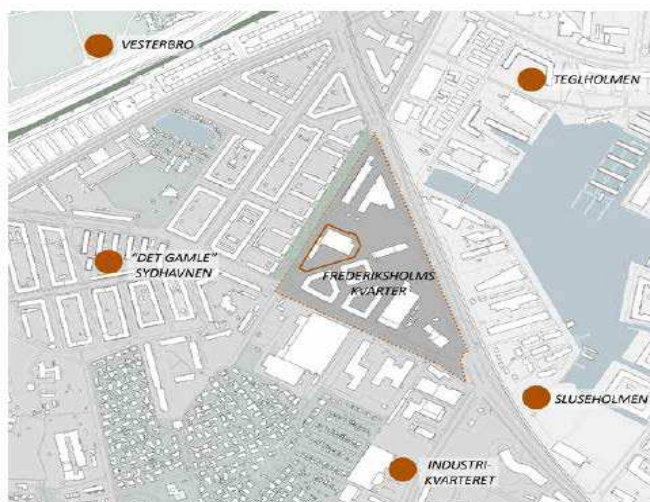 VESTERBRO
TEGLHOLMEN
"DET GAMLE"
SYDHAVNEN
FREDERIKSHOLMS
KVARTER
SLUSEHOLMEN
INDUSTRI-
KVARTERET